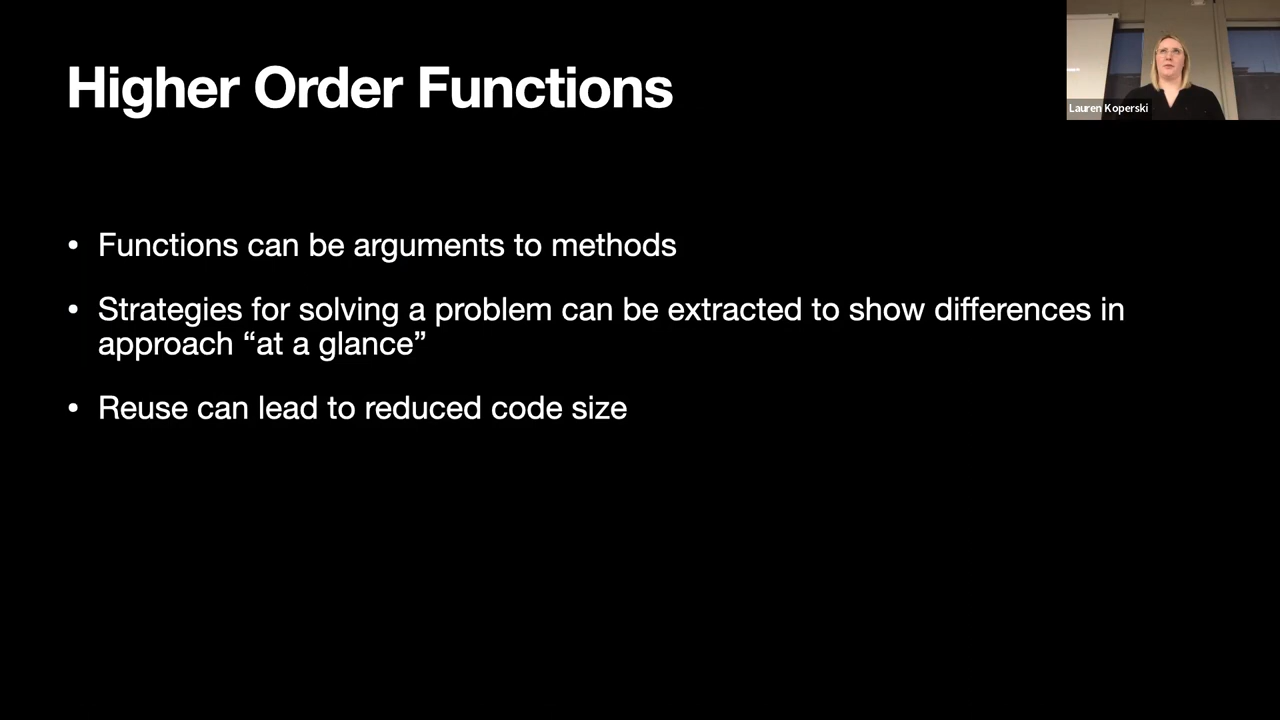 Higher Order Functions
Lauren Koperski
• Functions can be arguments to methods
• Strategies for solving a problem can be extracted to show differences in
approach “at a glance”
• Reuse can lead to reduced code size